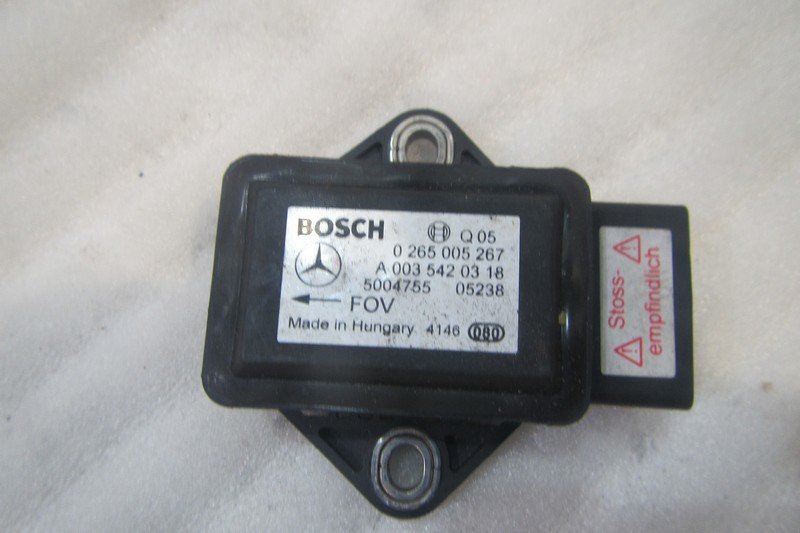 BOSCH Q 05
0 265 005 267
A 003 542 03 18
5004755 05238
FOV
Made in Hungary 4146 080
Stoss-
empfindlich